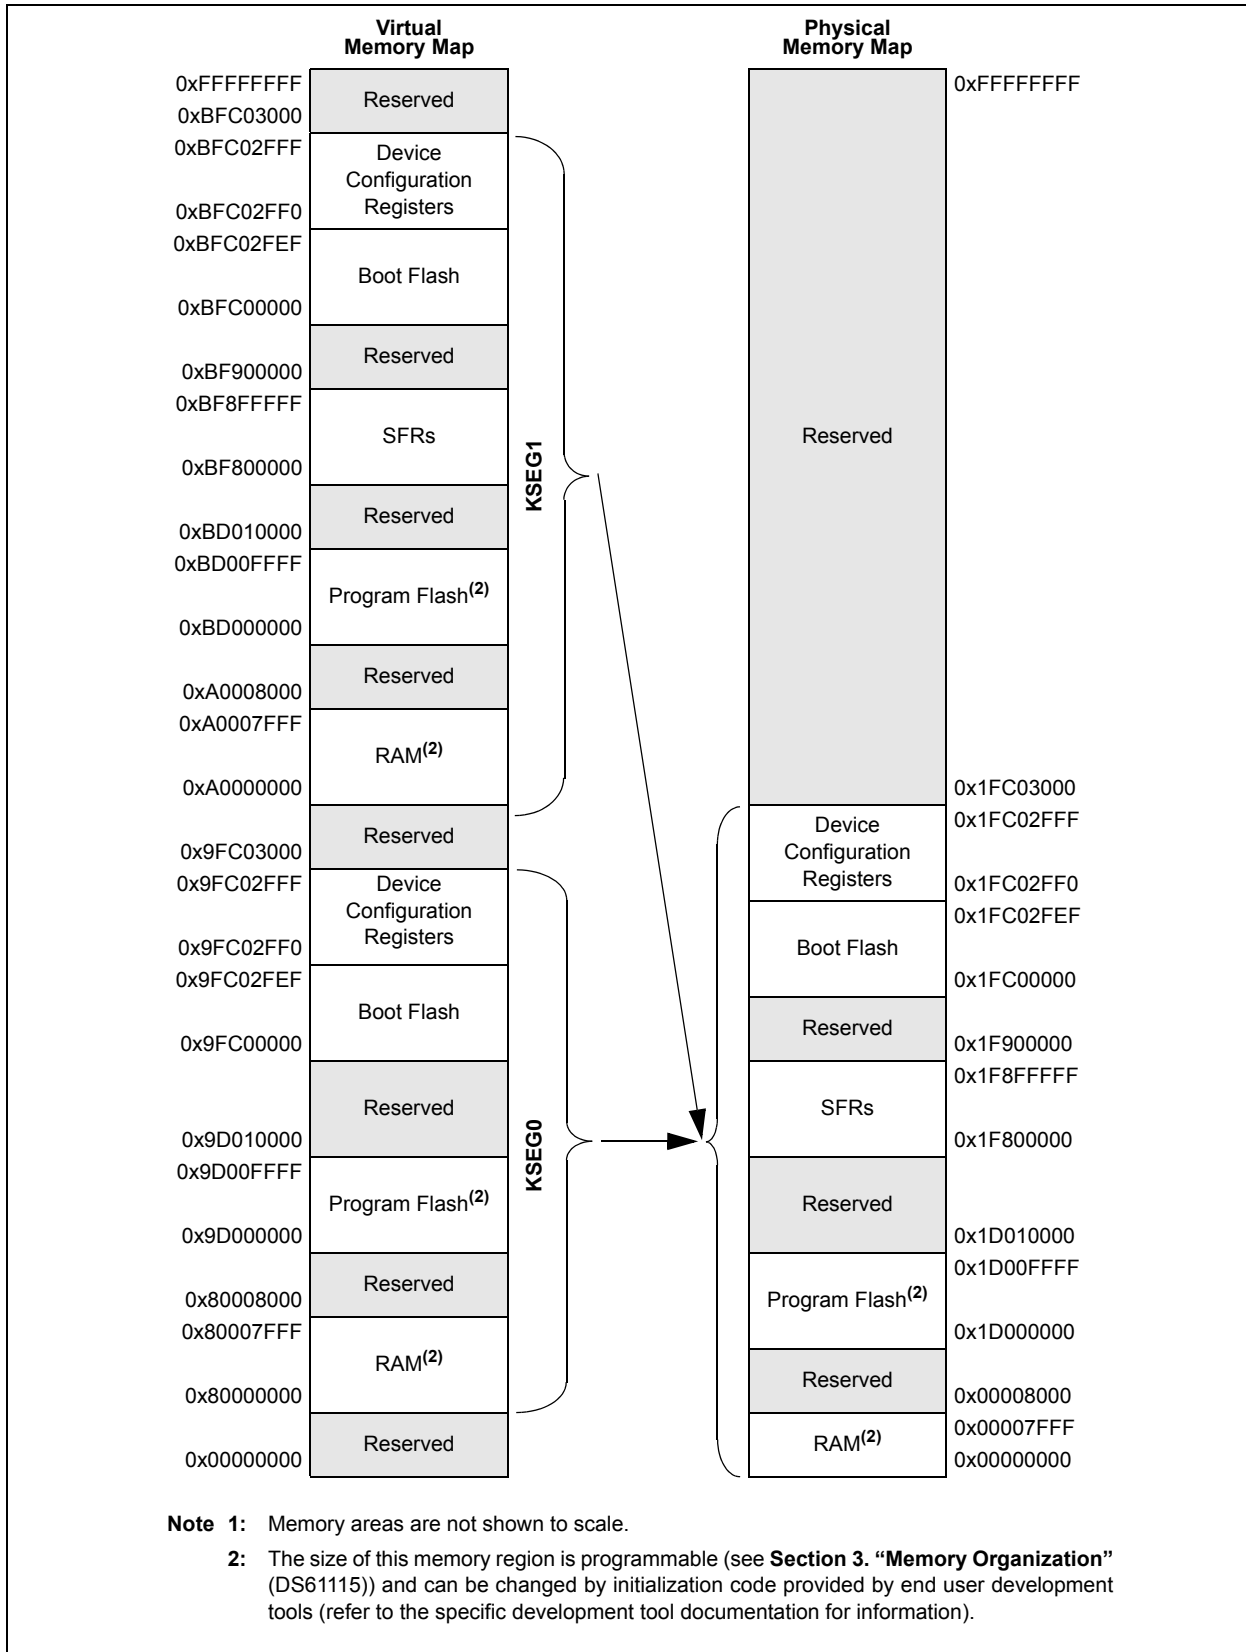 Virtual
Memory Map
0xFFFFFFFF
Reserved
0xBFC03000
0xBFC02FFF
Device
Configuration
Registers
0xBFC02FF0
0xBFC02FEF
Boot Flash
0xBFC00000
Reserved
0xBF900000
0xBF8FFFFF
SFRs
0xBF800000
Reserved
0xBD010000
0xBD00FFFF
Program Flash(2)
0xBD000000
Reserved
0xA0008000
0xA0007FFF
RAM(2)
0xA0000000
Reserved
0x9FC03000
0x9FC02FFF
Device
Configuration
Registers
0x9FC02FF0
0x9FC02FEF
Boot Flash
0x9FC00000
Reserved
0x9D010000
0x9D00FFFF
Program Flash(2)
0x9D000000
Reserved
0x80008000
0x80007FFF
RAM(2)
0x80000000
Reserved
0x00000000
KSEG1
KSEG0
Physical
Memory Map
0xFFFFFFFF
Reserved
0x1FC03000
0x1FC02FFF
Device
Configuration
Registers
0x1FC02FF0
0x1FC02FEF
Boot Flash
0x1FC00000
Reserved
0x1F900000
0x1F8FFFFF
SFRs
0x1F800000
Reserved
0x1D010000
0x1D00FFFF
Program Flash(2)
0x1D000000
Reserved
0x00008000
0x00007FFF
RAM(2)
0x00000000
Note 1: Memory areas are not shown to scale.
2: The size of this memory region is programmable (see Section 3. “Memory Organization”
(DS61115)) and can be changed by initialization code provided by end user development
tools (refer to the specific development tool documentation for information).